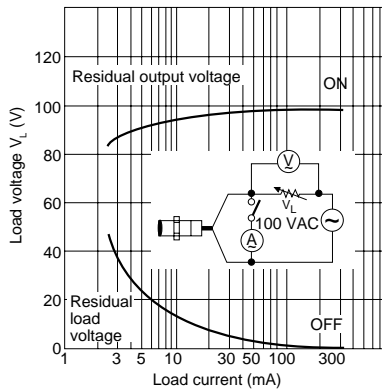 Load voltage V_L (V)
120
100
80
60
40
20
0
Residual output voltage
ON
V
V_L
100 VAC
A
Residual
load
voltage
OFF
1
3
5
10
30
50
100
300
Load current (mA)